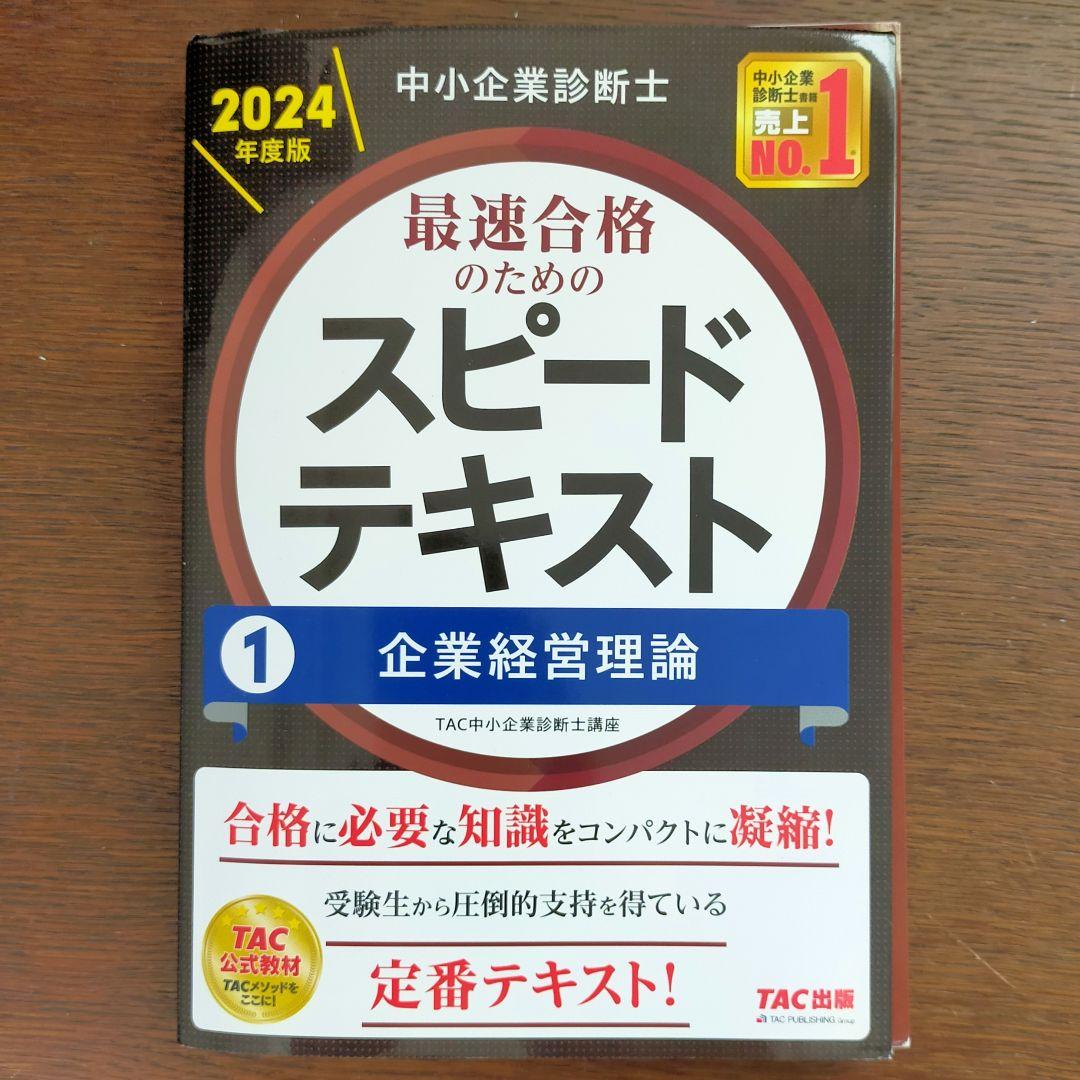 2024
年度版
中小企業診断士
中小企業
診断士書籍
売上
NO.1
最速合格
のための
スピード
テキスト
1 企業経営理論
TAC中小企業診断士講座
合格に必要な知識をコンパクトに凝縮!
受験生から圧倒的支持を得ている
定番テキスト!
TAC
公式教材
TACメソッドを
ここに!
TAC出版
TAC PUBLISHING Group